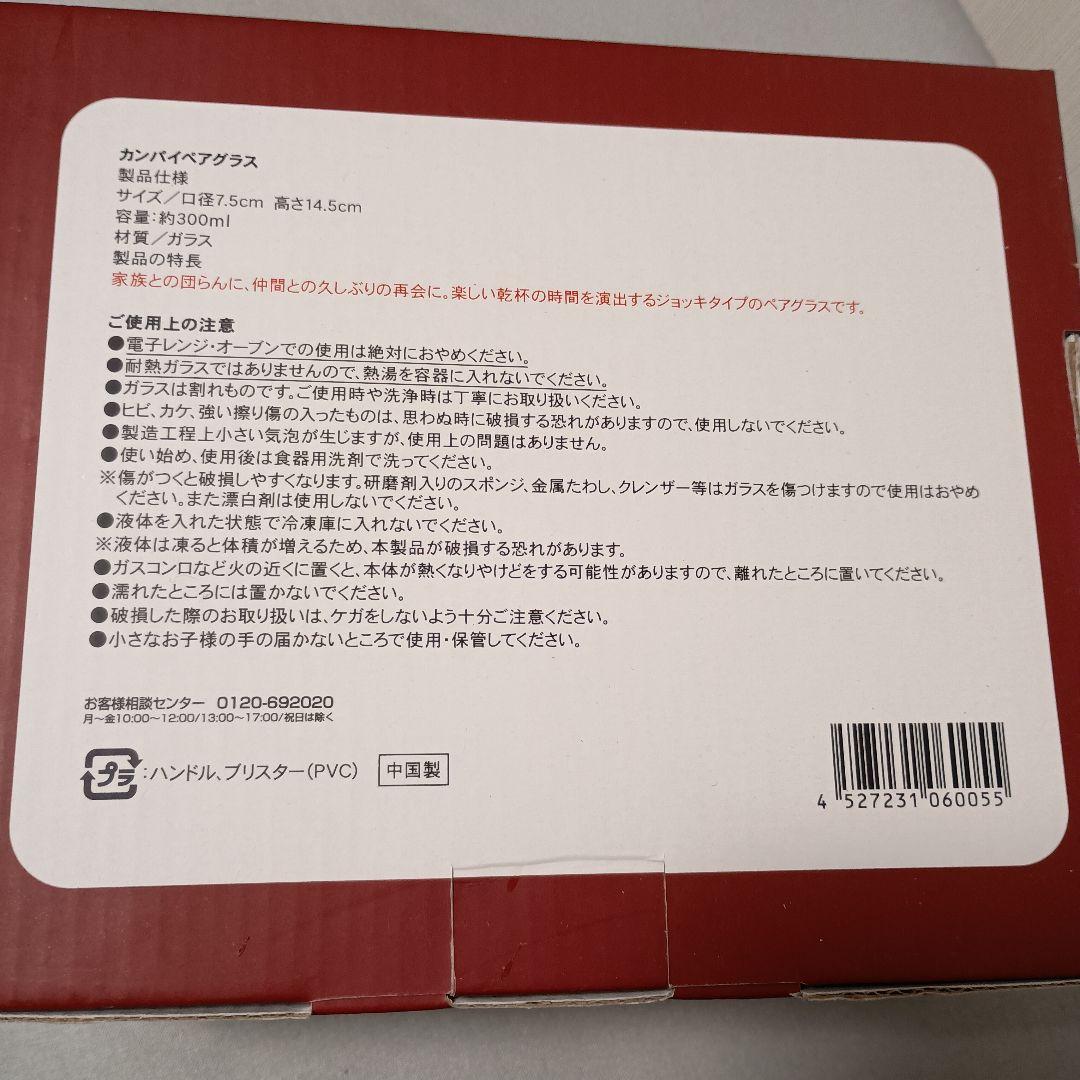 カンパイペアグラス
製品仕様
サイズ／口径7.5cm 高さ14.5cm
容量：約300ml
材質／ガラス
製品の特長
家族との団らんに、仲間との久しぶりの再会に。楽しい乾杯の時間を演出するジョッキタイプのペアグラスです。
ご使用上の注意
●電子レンジ・オーブンでの使用は絶対におやめください。
●耐熱ガラスではありませんので、熱湯を容器に入れないでください。
●ガラスは割れものです。ご使用時や洗浄時は丁寧にお取り扱いください。
●ヒビ、カケ、強い擦り傷の入ったものは、思わぬ時に破損する恐れがありますので、使用しないでください。
●製造工程上小さい気泡が生じますが、使用上の問題はありません。
●使い始め、使用後は食器用洗剤で洗ってください。
※傷がつくと破損しやすくなります。研磨剤入りのスポンジ、金属たわし、クレンザー等はガラスを傷つけますので使用はおやめ
ください。また漂白剤は使用しないでください。
●液体を入れた状態で冷凍庫に入れないでください。
※液体は凍ると体積が増えるため、本製品が破損する恐れがあります。
●ガスコンロなど火の近くに置くと、本体が熱くなりやけどをする可能性がありますので、離れたところに置いてください。
●濡れたところには置かないでください。
●破損した際のお取り扱いは、ケガをしないよう十分ご注意ください。
●小さなお子様の手の届かないところで使用・保管してください。
お客様相談センター 0120-692020
月〜金10:00〜12:00/13:00〜17:00/祝日は除く
プラ：ハンドル、ブリスター（PVC） 中国製
4 527231 060055